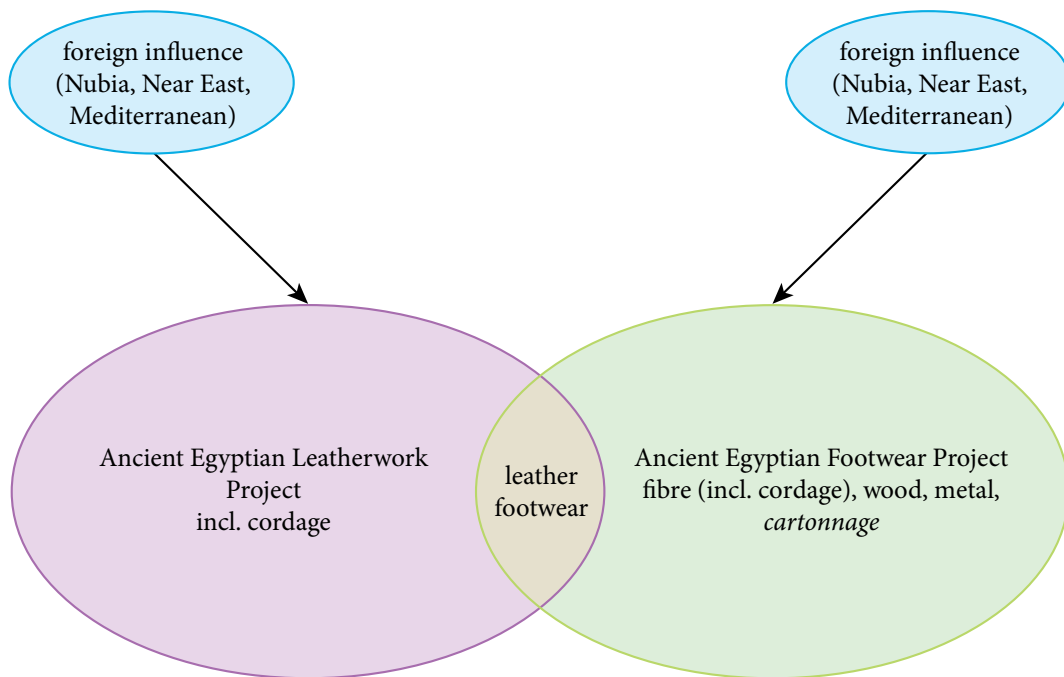 foreign influence
(Nubia, Near East,
Mediterranean)
foreign influence
(Nubia, Near East,
Mediterranean)
Ancient Egyptian Leatherwork
Project
incl. cordage
leather
footwear
Ancient Egyptian Footwear Project
fibre (incl. cordage), wood, metal,
cartonnage